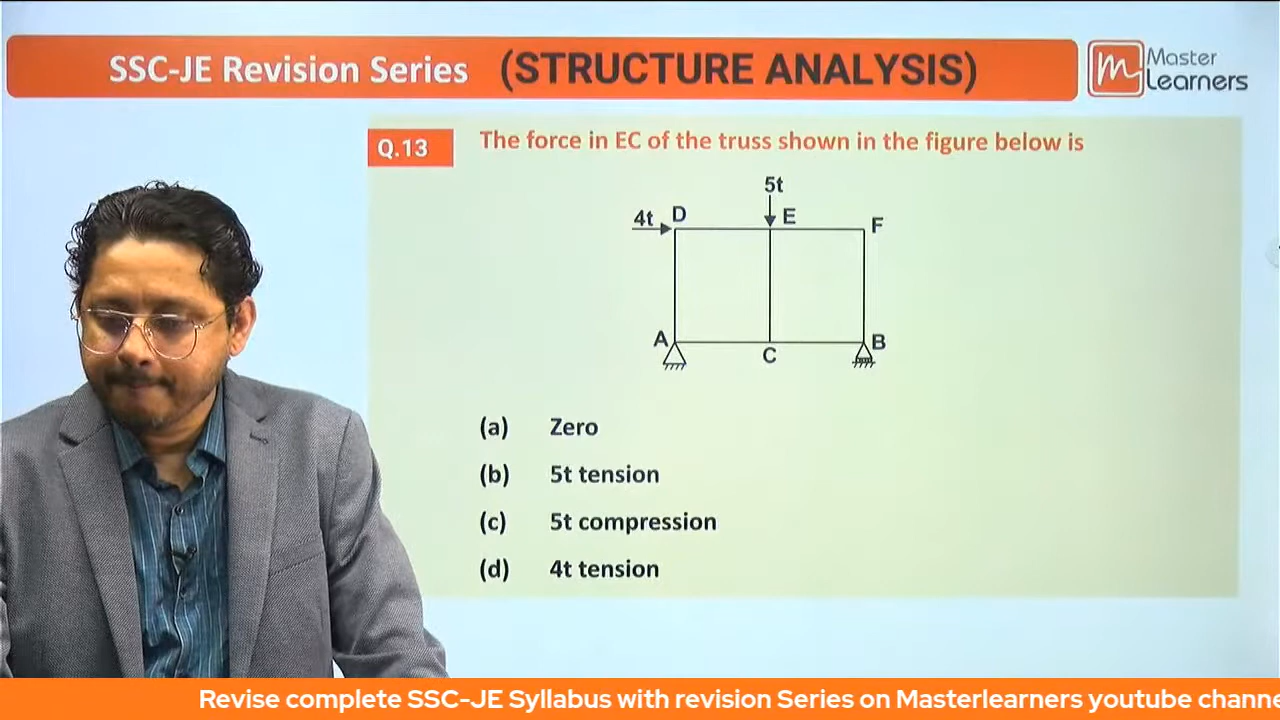 SSC-JE Revision Series (STRUCTURE ANALYSIS)
Master
Learners
Q.13 The force in EC of the truss shown in the figure below is
5t
4t D E F
A C B
(a) Zero
(b) 5t tension
(c) 5t compression
(d) 4t tension
Revise complete SSC-JE Syllabus with revision Series on Masterlearners youtube channe